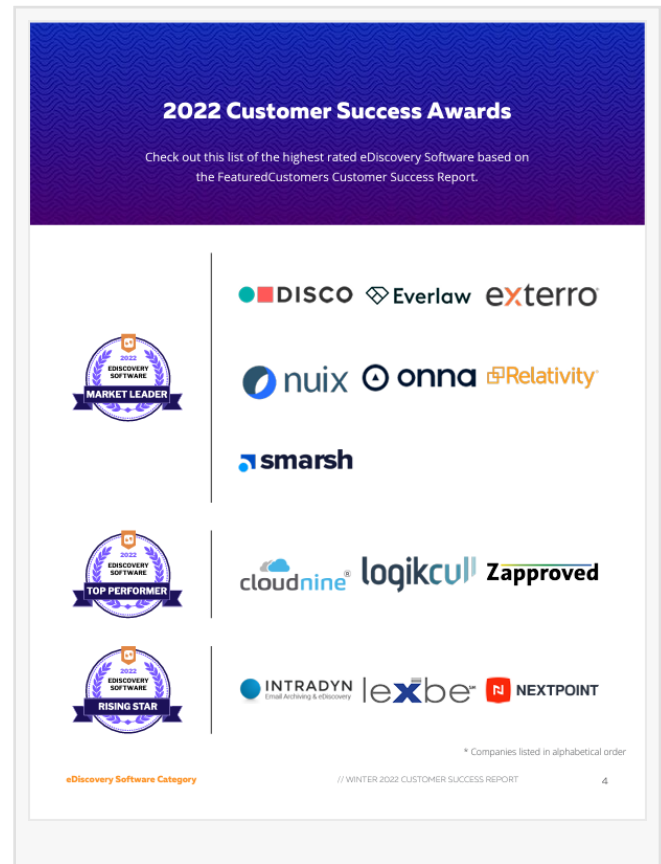 2022 Customer Success Awards
Check out this list of the highest rated eDiscovery Software based on
the FeaturedCustomers Customer Success Report.
2022
EDISCOVERY
SOFTWARE
MARKET LEADER
DISCO
Everlaw
exterro
nuix
onna
Relativity
smarsh
2022
EDISCOVERY
SOFTWARE
TOP PERFORMER
cloudnine®
logikcull
Zapproved
2022
EDISCOVERY
SOFTWARE
RISING STAR
INTRADYN
Email Archiving & eDiscovery
lexbe
NEXTPOINT
* Companies listed in alphabetical order
eDiscovery Software Category
// WINTER 2022 CUSTOMER SUCCESS REPORT
4